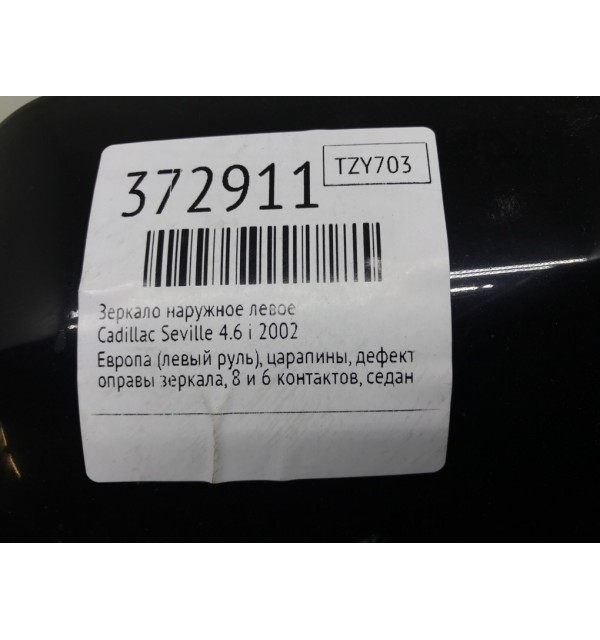 372911
TZY703
Зеркало наружное левое
Cadillac Seville 4.6 i 2002
Европа (левый руль), царапины, дефект
оправы зеркала, 8 и 6 контактов, седан